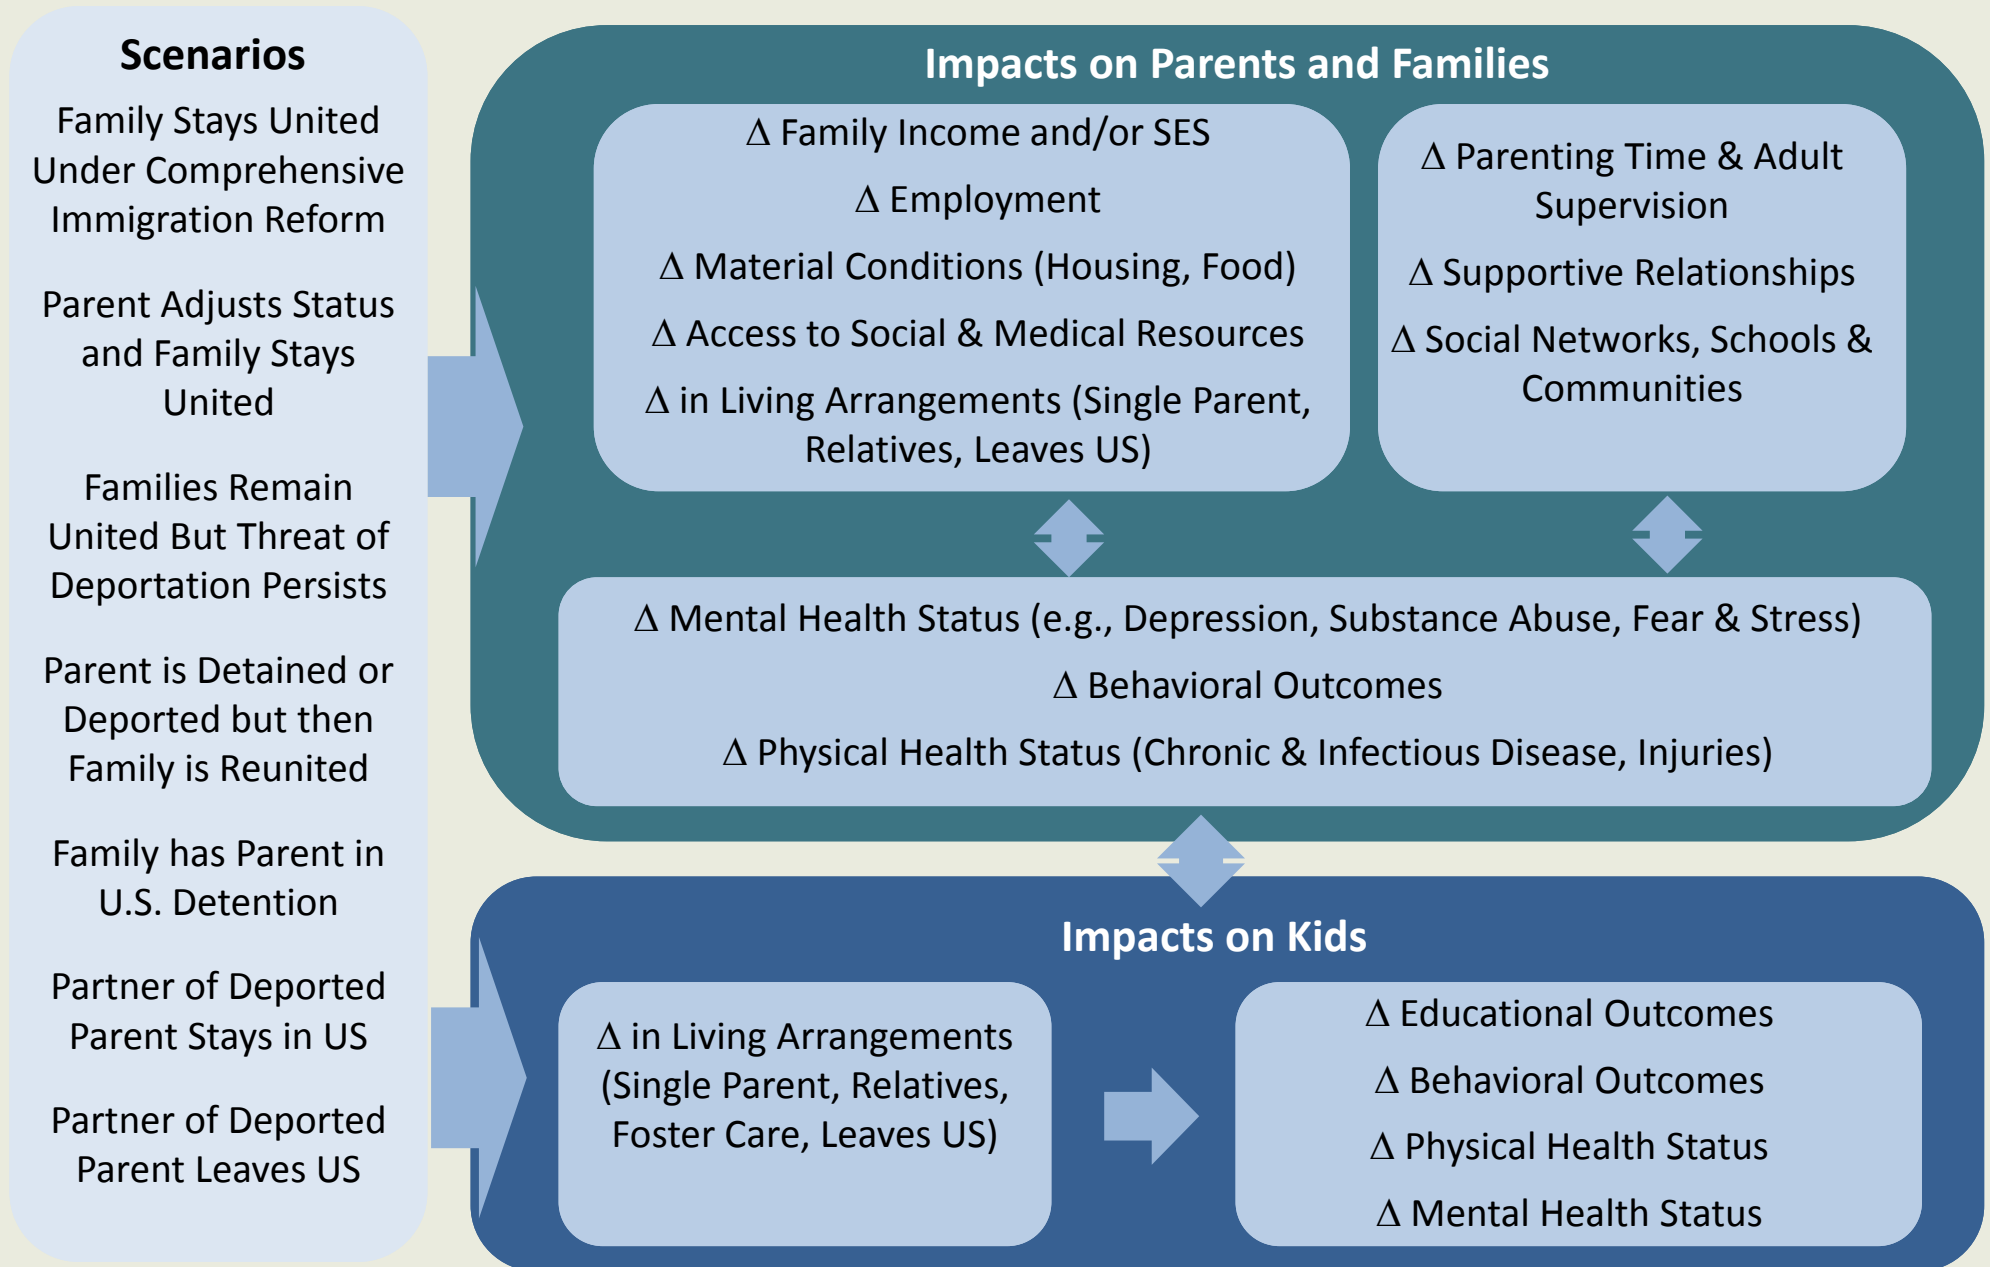 Scenarios
Family Stays United
Under Comprehensive
Immigration Reform
Parent Adjusts Status
and Family Stays
United
Families Remain
United But Threat of
Deportation Persists
Parent is Detained or
Deported but then
Family is Reunited
Family has Parent in
U.S. Detention
Partner of Deported
Parent Stays in US
Partner of Deported
Parent Leaves US
Impacts on Parents and Families
Δ Family Income and/or SES
Δ Employment
Δ Material Conditions (Housing, Food)
Δ Access to Social & Medical Resources
Δ in Living Arrangements (Single Parent,
Relatives, Leaves US)
Δ Parenting Time & Adult
Supervision
Δ Supportive Relationships
Δ Social Networks, Schools &
Communities
Δ Mental Health Status (e.g., Depression, Substance Abuse, Fear & Stress)
Δ Behavioral Outcomes
Δ Physical Health Status (Chronic & Infectious Disease, Injuries)
Impacts on Kids
Δ in Living Arrangements
(Single Parent, Relatives,
Foster Care, Leaves US)
Δ Educational Outcomes
Δ Behavioral Outcomes
Δ Physical Health Status
Δ Mental Health Status